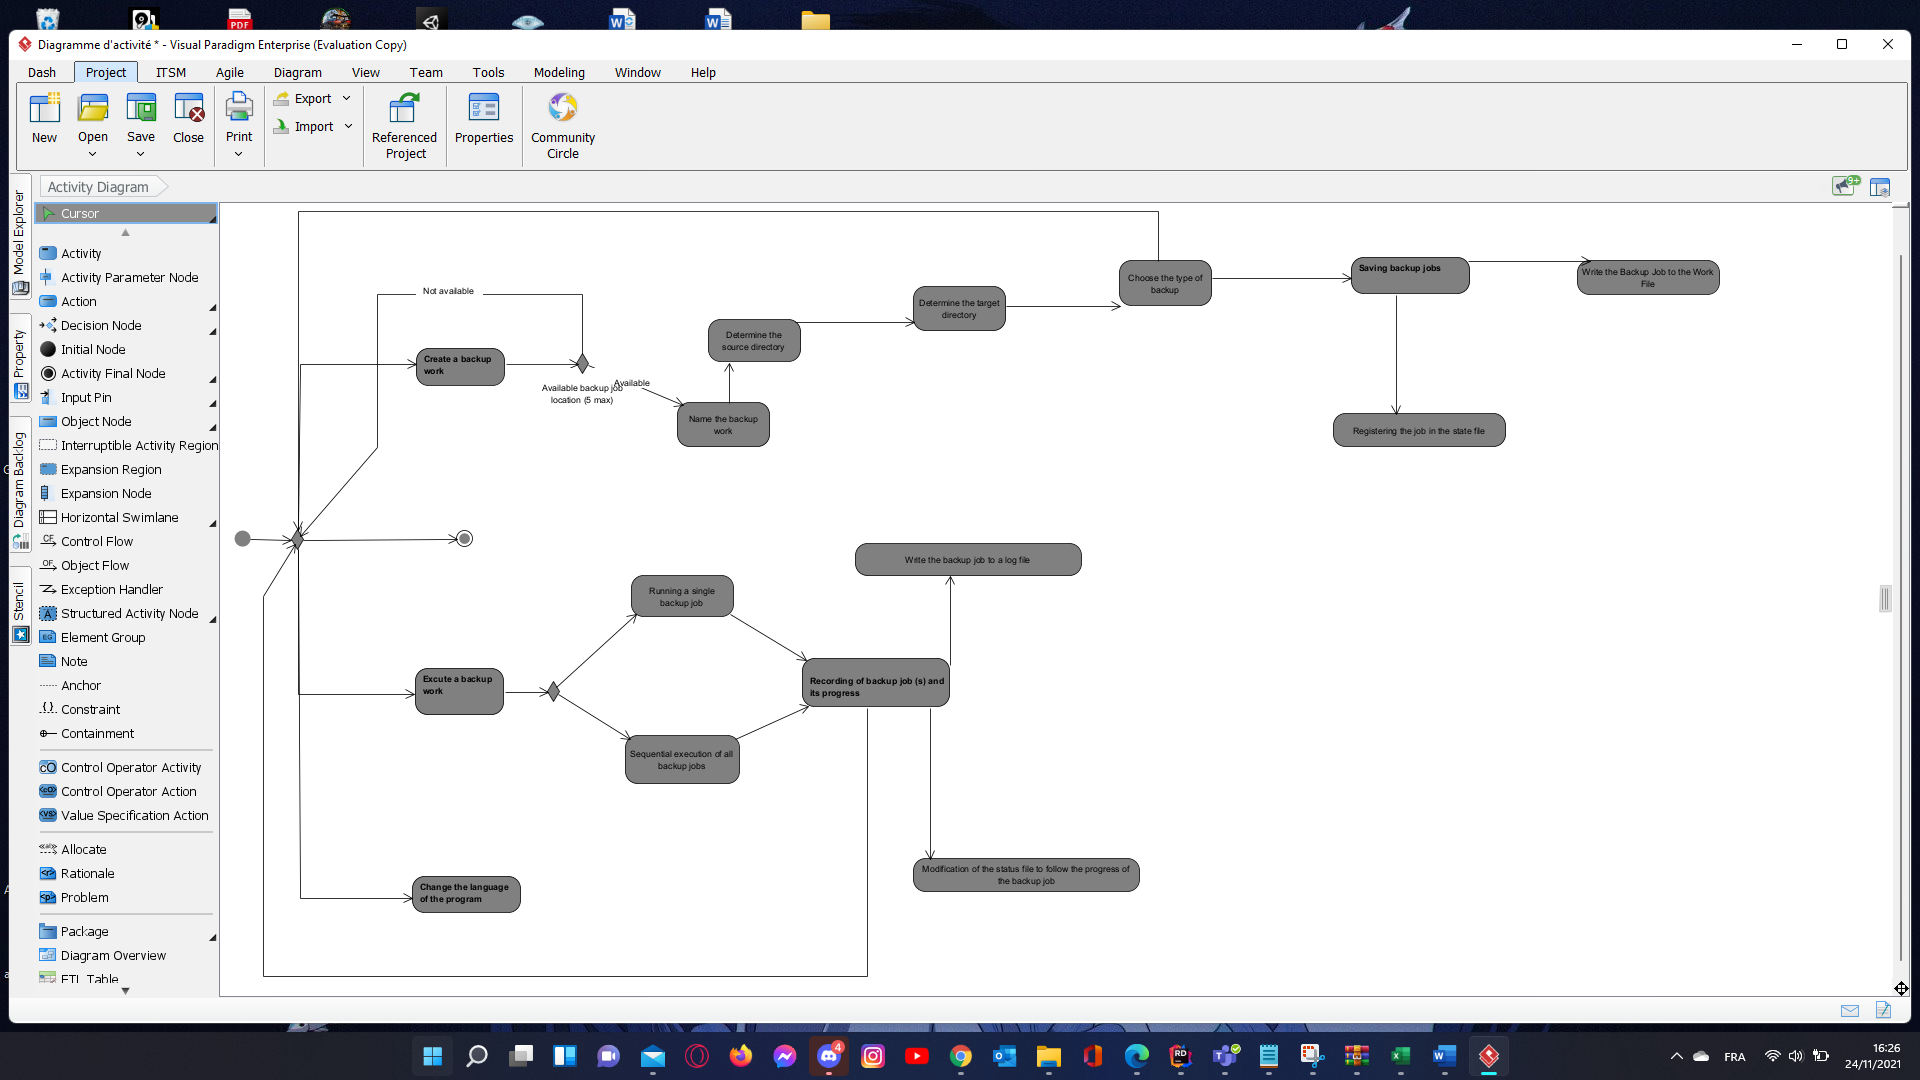 Diagramme d'activité * - Visual Paradigm Enterprise (Evaluation Copy)
Dash Project ITSM Agile Diagram View Team Tools Modeling Window Help
New Open Save Close Print Export Import Referenced Project Properties Community Circle
Activity Diagram
9+
Model Explorer
Property
Diagram Backlog
Stencil
Cursor
Activity
Activity Parameter Node
Action
Decision Node
Initial Node
Activity Final Node
Input Pin
Object Node
Interruptible Activity Region
Expansion Region
Expansion Node
Horizontal Swimlane
Control Flow
Object Flow
Exception Handler
Structured Activity Node
Element Group
Note
Anchor
Constraint
Containment
Control Operator Activity
Control Operator Action
Value Specification Action
Allocate
Rationale
Problem
Package
Diagram Overview
ETL Table
Not available
Create a backup
work
Available backup job
location (5 max)
Available
Name the backup
work
Determine the
source directory
Determine the target
directory
Choose the type of
backup
Saving backup jobs
Write the Backup Job to the Work
File
Registering the job in the state file
Write the backup job to a log file
Running a single
backup job
Excute a backup
work
Recording of backup job (s) and
its progress
Sequential execution of all
backup jobs
Modification of the status file to follow the progress of
the backup job
Change the language
of the program
4
FRA
16:26
24/11/2021